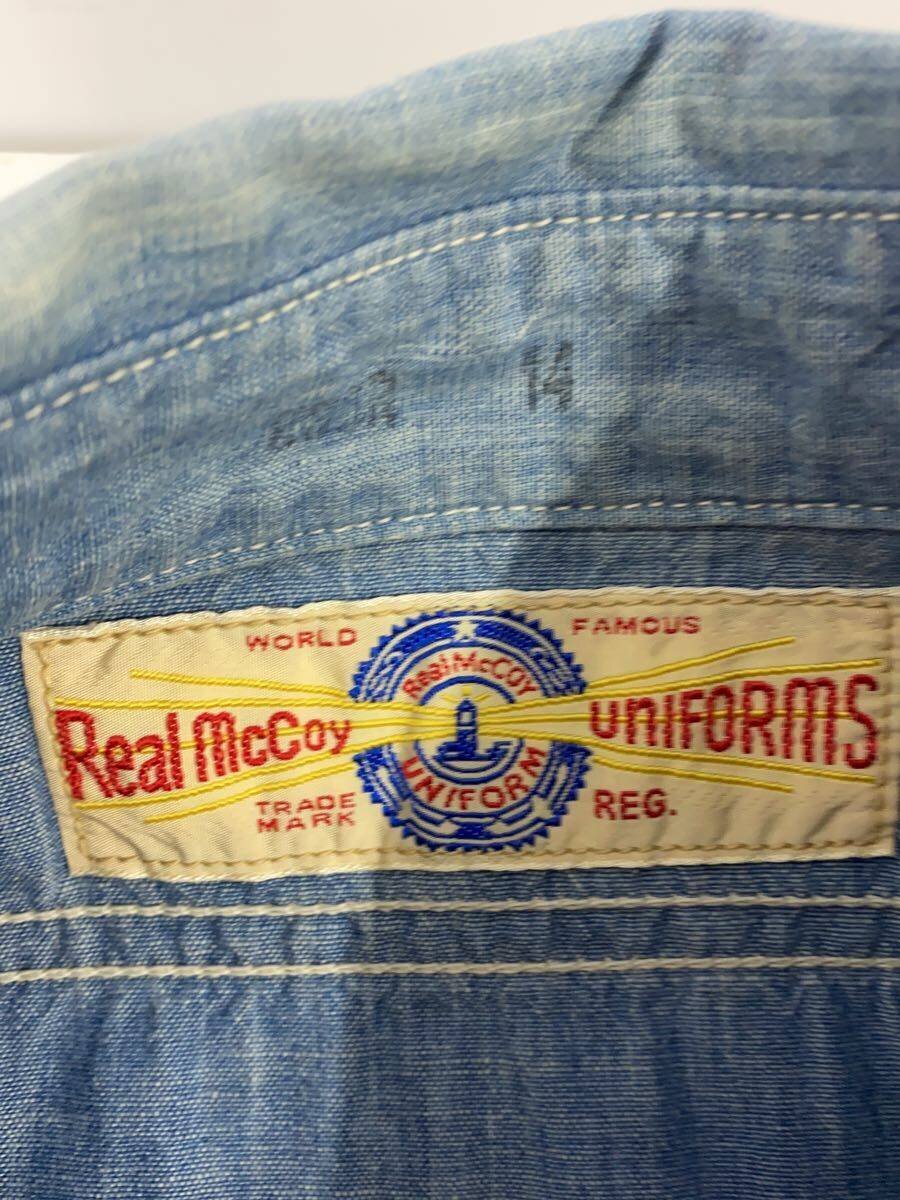 14
WORLD FAMOUS
Real McCoy UNIFORMS
Real McCOY
UNIFORM
TRADE MARK REG.